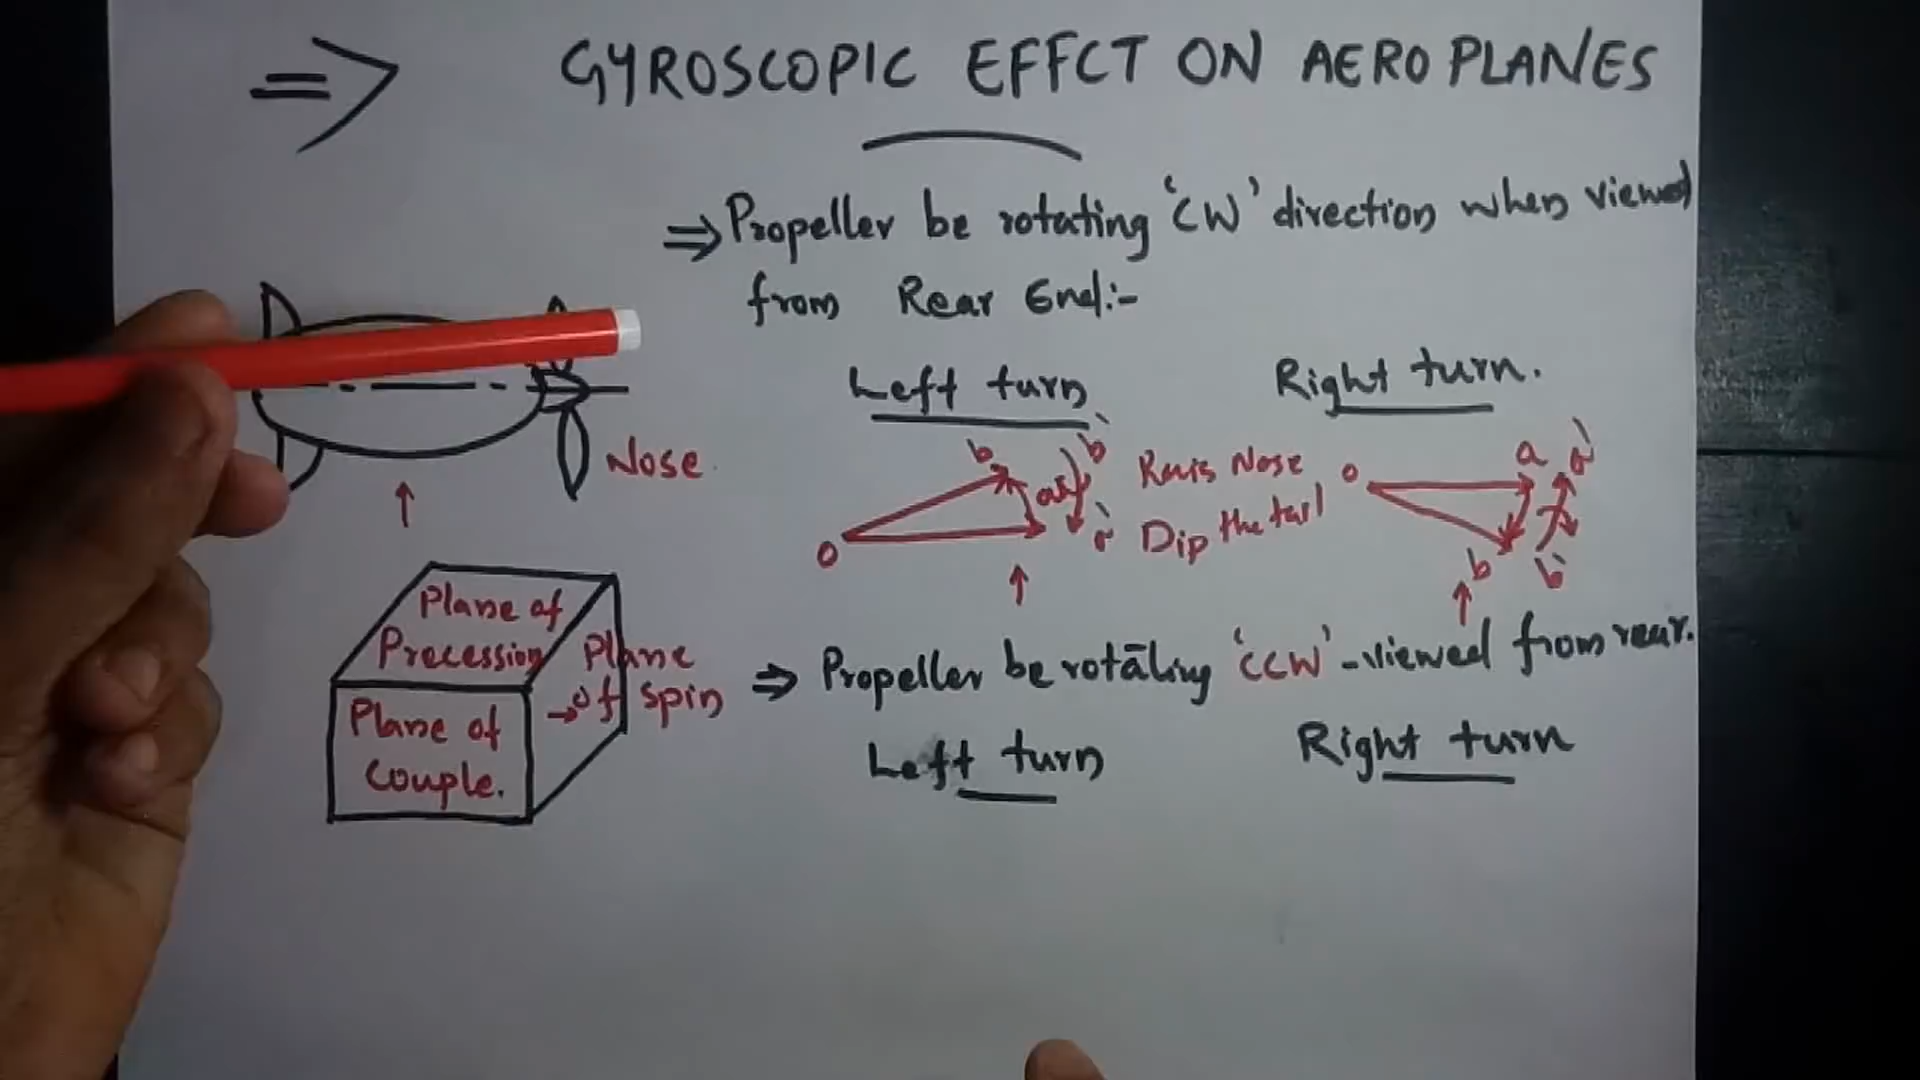 => GYROSCOPIC EFFCT ON AEROPLANES
=> Propeller be rotating 'CW' direction when viewed
from Rear End:-
Left turn
Right turn.
Nose.
b b'
a a'
o
Rais Nose
Dip the tail
o a a'
b b'
Plane of
Precession
Plane
of spin
Plane of
Couple.
=> Propeller be rotating 'CCW' - viewed from rear.
Left turn
Right turn